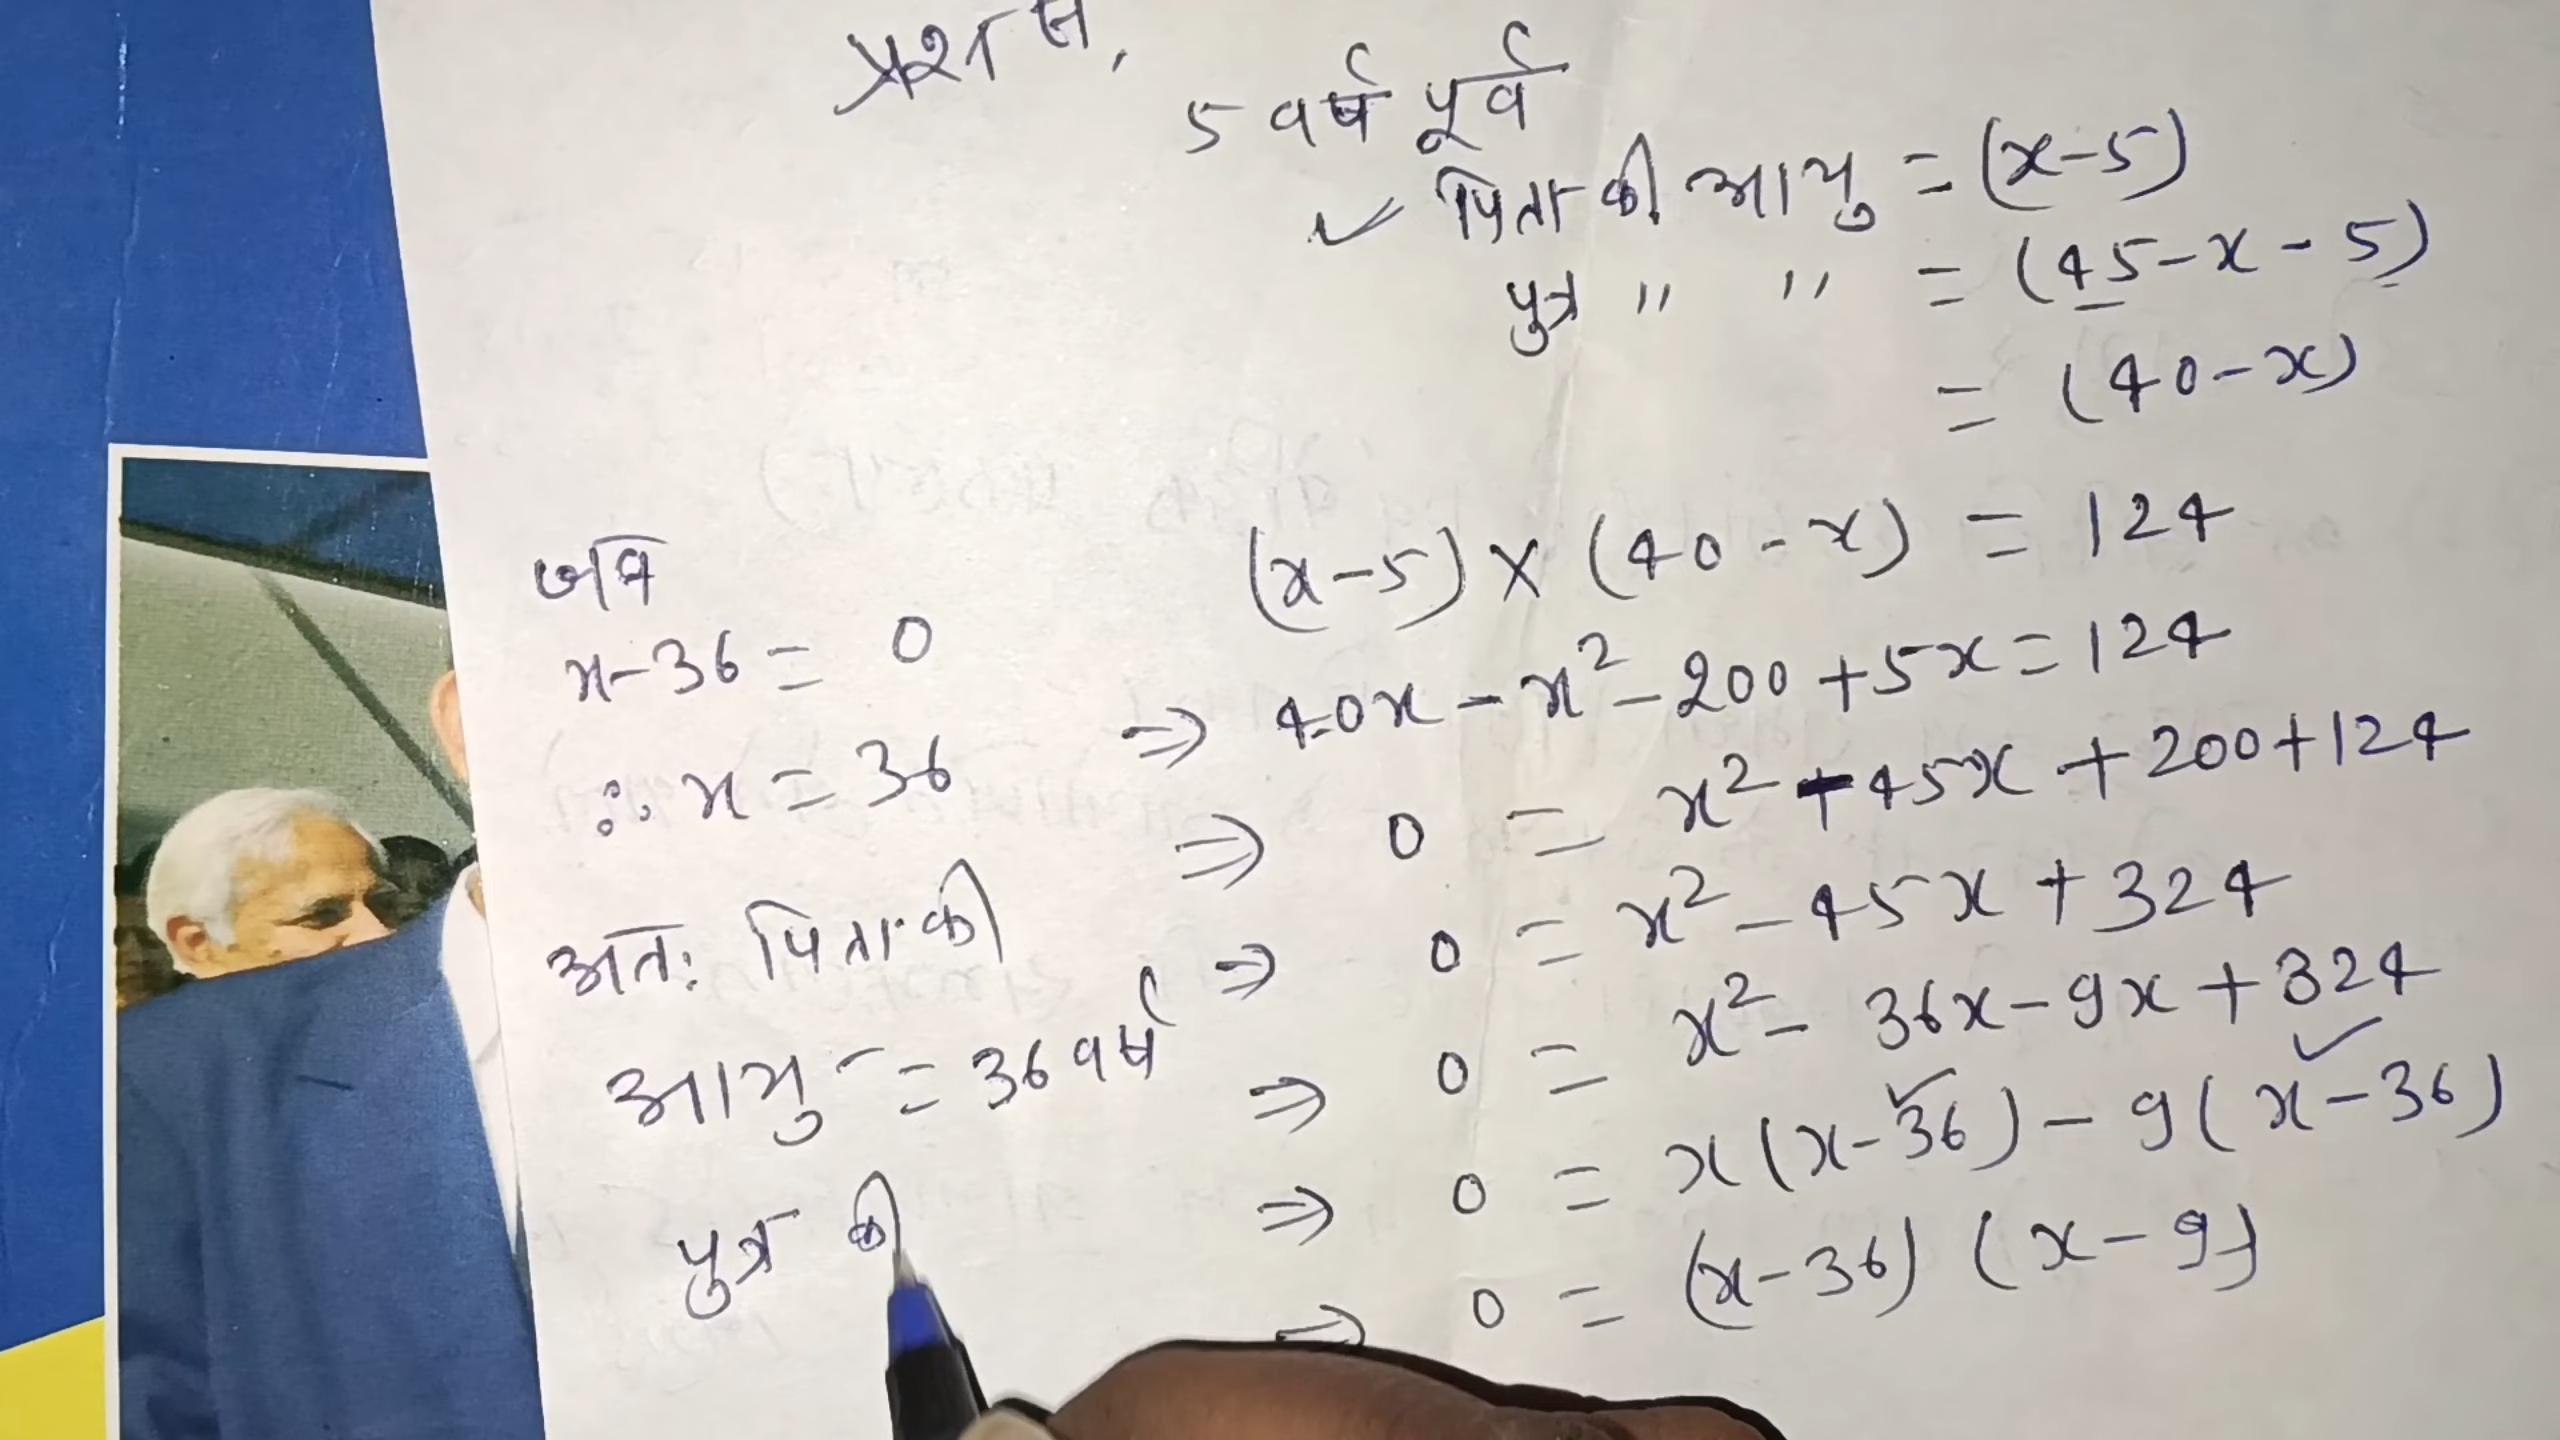 प्रश्न से,
5 वर्ष पूर्व
✓ पिता की आयु = (x-5)
पुत्र " " = (45-x-5)
= (40-x)
(x-5) × (40-x) = 124
⇒ 40x - x² - 200 + 5x = 124
⇒ 0 = x² - 45x + 200 + 124
⇒ 0 = x² - 45x + 324
⇒ 0 = x² - 36x - 9x + 324
⇒ 0 = x(x-36) - 9(x-36)
⇒ 0 = (x-36) (x-9)
⇒
जब
x-36 = 0
∴ x = 36
अतः पिता की
आयु = 36 वर्ष
पुत्र की